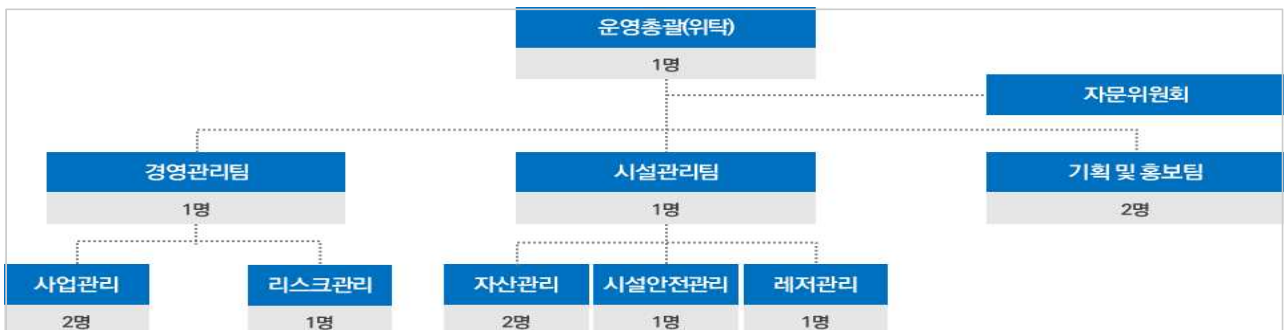 운영총괄(위탁)
1명
자문위원회
경영관리팀
시설관리팀
기획 및 홍보팀
1명
1명
2명
사업관리
리스크관리
자산관리
시설안전관리
레저관리
2명
1명
2명
1명
1명